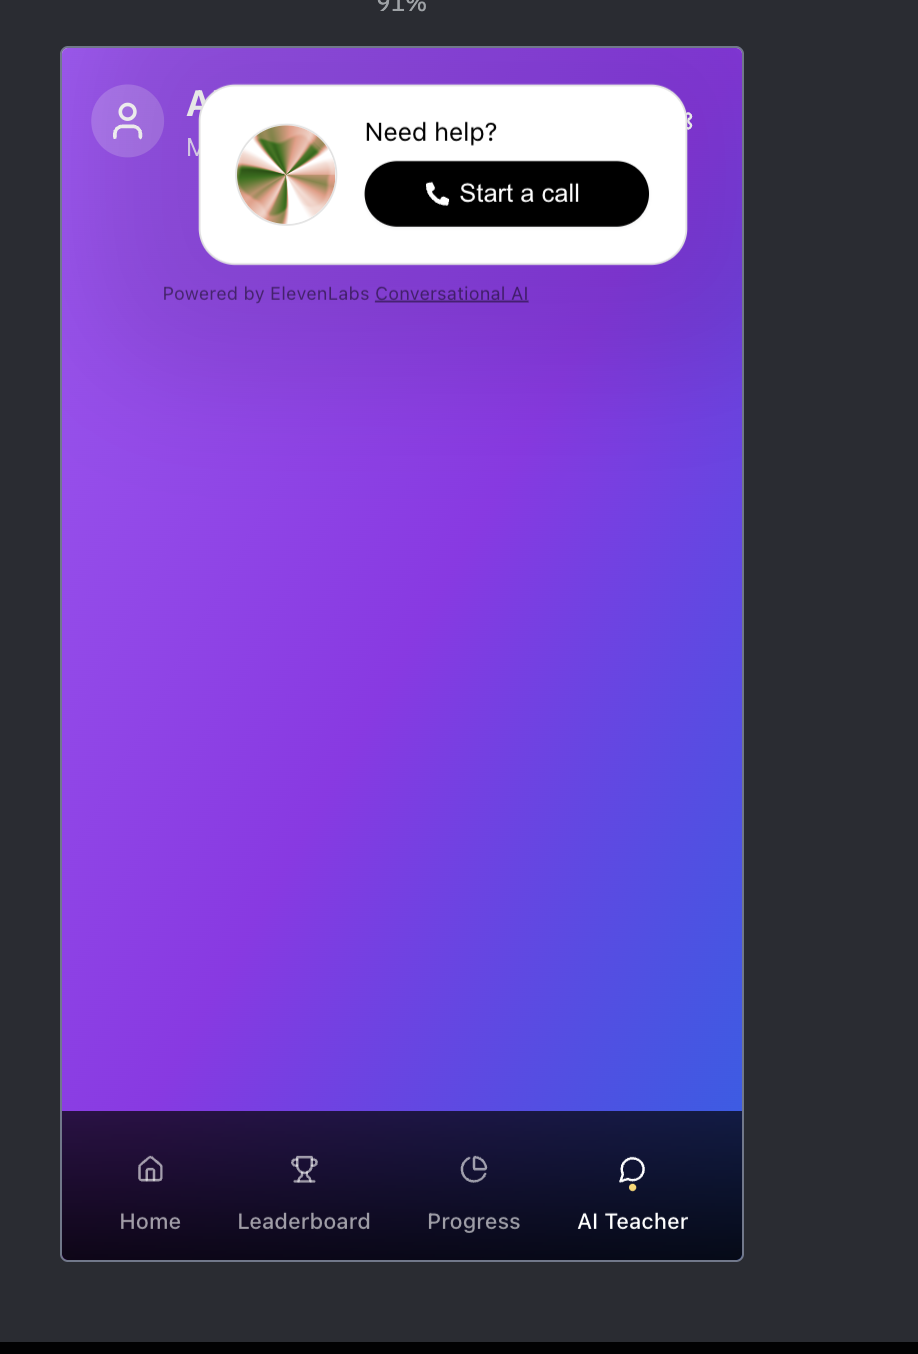 91%
Need help?
Start a call
Powered by ElevenLabs Conversational AI
Home Leaderboard Progress AI Teacher